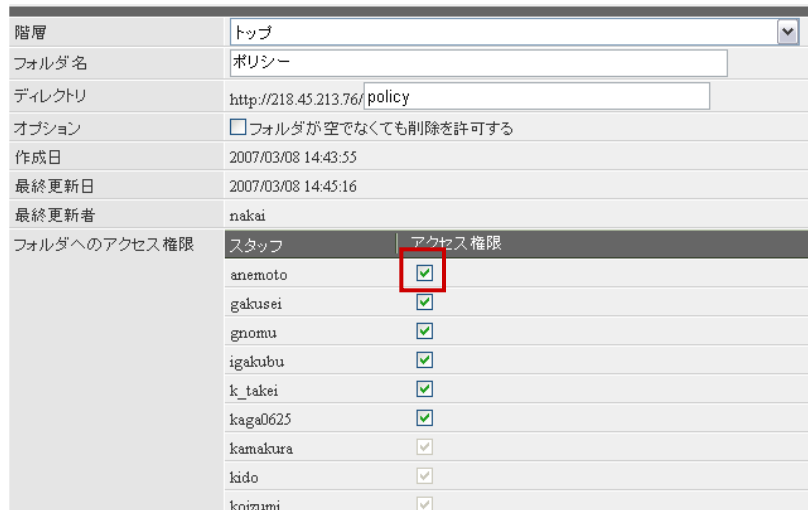 階層 トップ
フォルダ名 ポリシー
ディレクトリ http://218.45.213.76/policy
オプション フォルダが空でなくても削除を許可する
作成日 2007/03/08 14:43:55
最終更新日 2007/03/08 14:45:16
最終更新者 nakai
フォルダへのアクセス権限 スタッフ アクセス権限
anemoto
gakusei
gnomu
igakubu
k_takei
kaga0625
kamakura
kido
koizumi